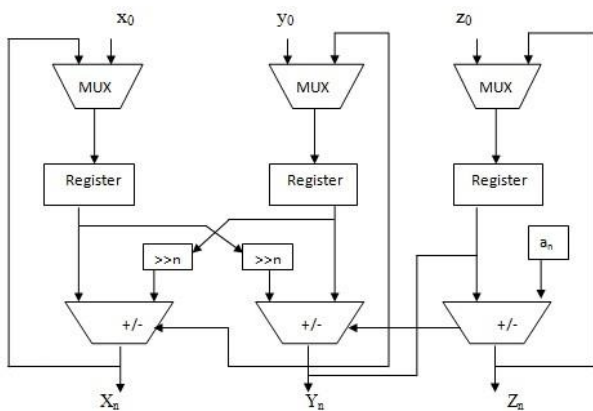 x₀ y₀ z₀
MUX MUX MUX
Register Register Register
>>n >>n aₙ
+/- +/- +/-
Xₙ Yₙ Zₙ